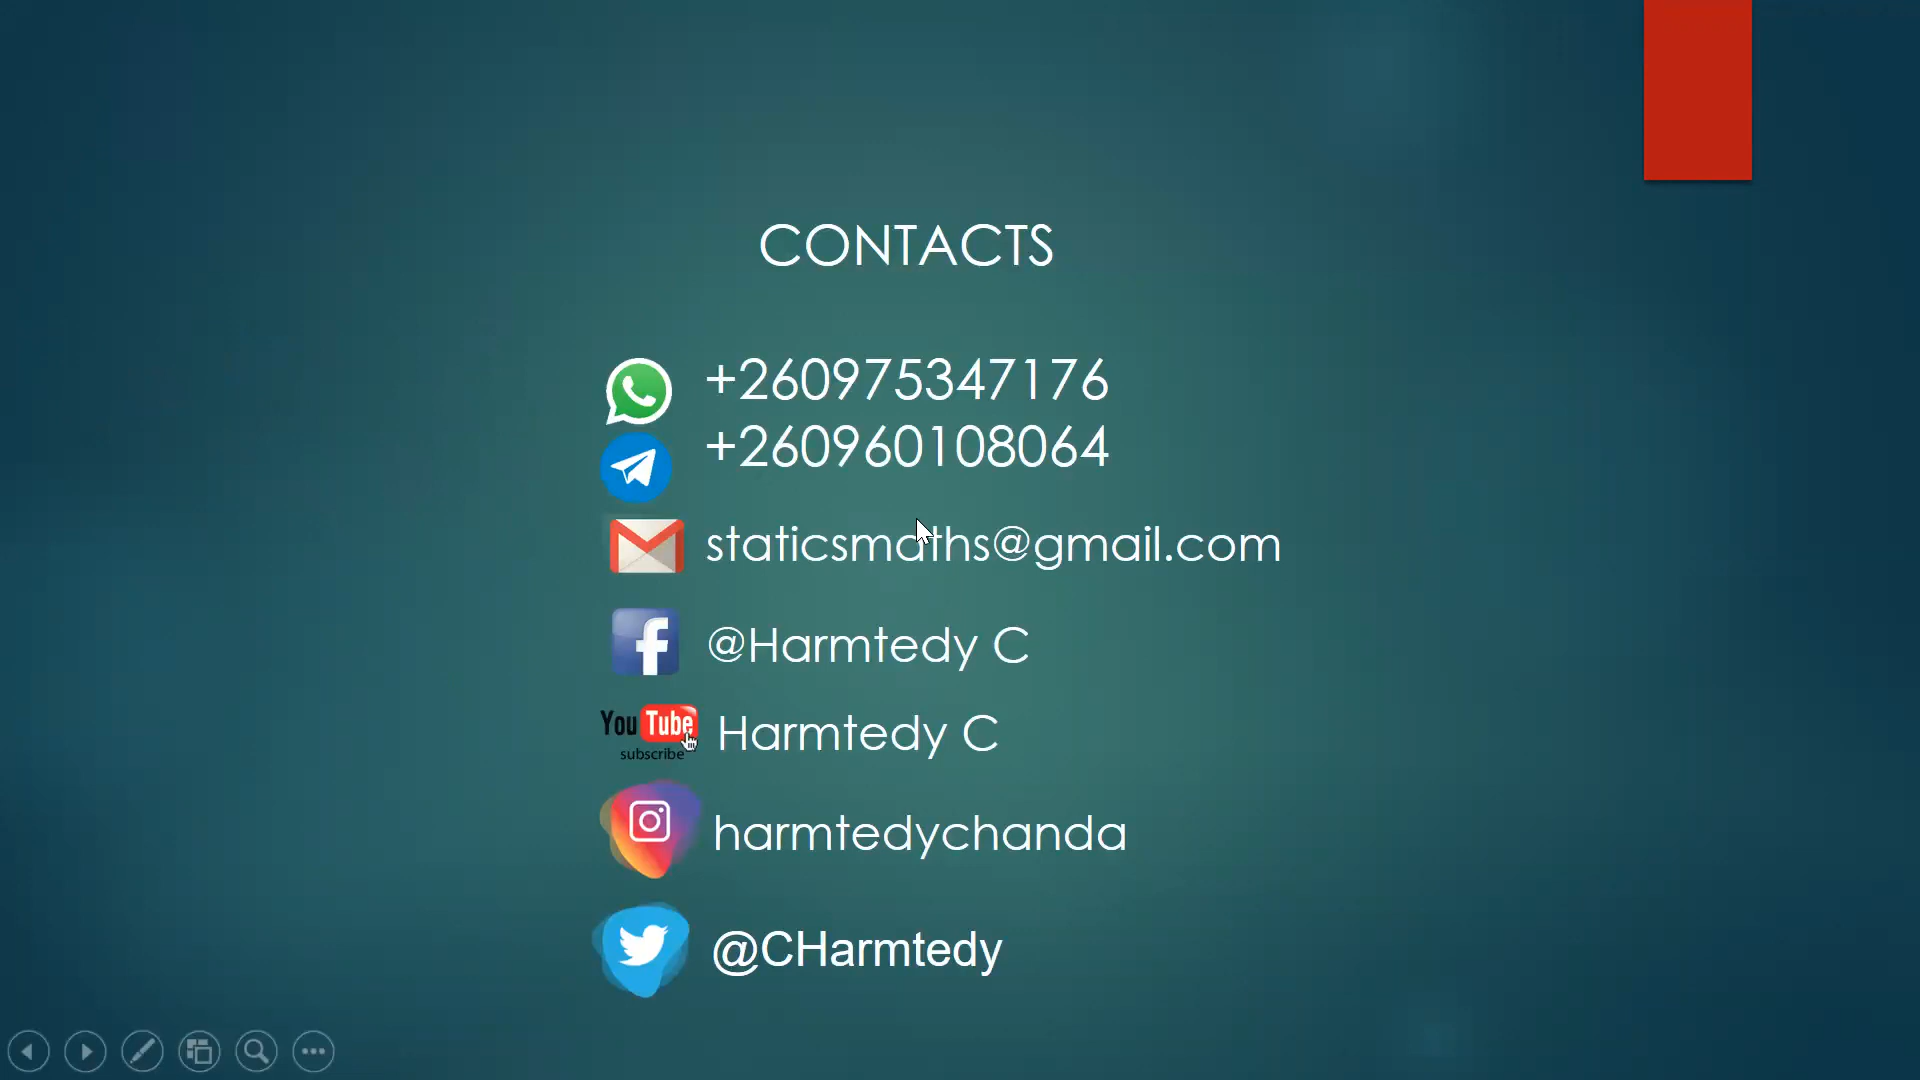 CONTACTS
+260975347176
+260960108064
staticsmaths@gmail.com
@Harmtedy C
You Tube
subscribe
Harmtedy C
harmtedychanda
@CHarmtedy